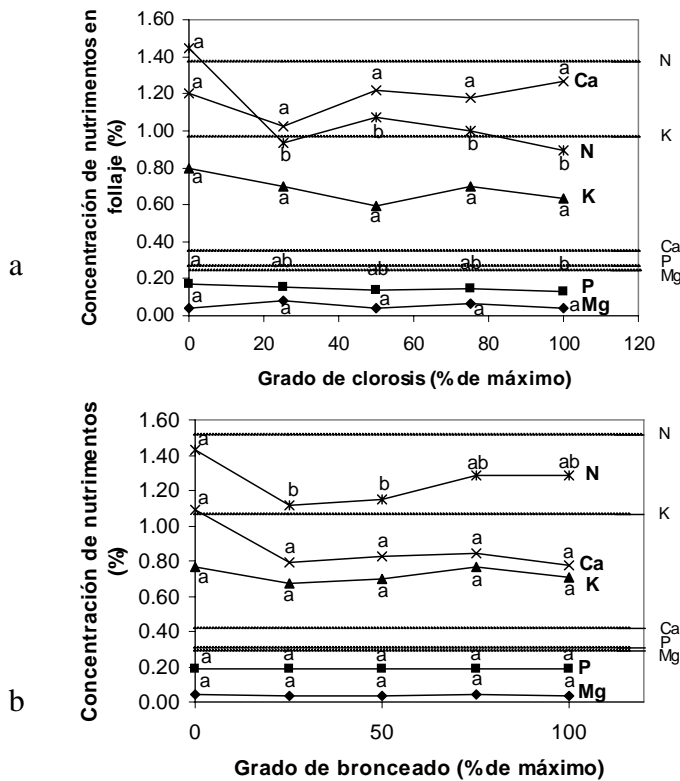 a
Concentración de nutrimentos en
follaje (%)
1.60
1.40
1.20
1.00
0.80
0.60
0.40
0.20
0.00
a
a
a
a
a
a
Ca
b
b
b
b
N
a
a
a
a
a
K
a
ab
ab
ab
b
P
a
a
a
a
a
Mg
N
K
Ca
P
Mg
0
20
40
60
80
100
120
Grado de clorosis (% de máximo)
b
Concentración de nutrimentos
(%)
1.60
1.40
1.20
1.00
0.80
0.60
0.40
0.20
0.00
a
b
b
ab
ab
N
a
a
a
a
a
Ca
a
a
a
a
a
K
a
a
a
a
a
P
a
a
a
a
a
Mg
N
K
Ca
P
Mg
0
50
100
Grado de bronceado (% de máximo)